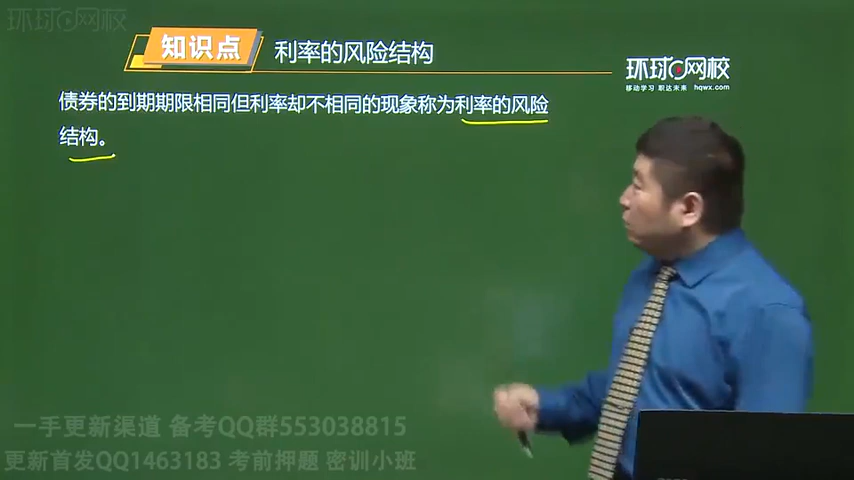 环球网校
知识点 利率的风险结构
环球网校
移动学习 职达未来 hqwx.com
债券的到期期限相同但利率却不相同的现象称为利率的风险
结构。
一手更新渠道 备考QQ群553038815
更新首发QQ1463183 考前押题 密训小班